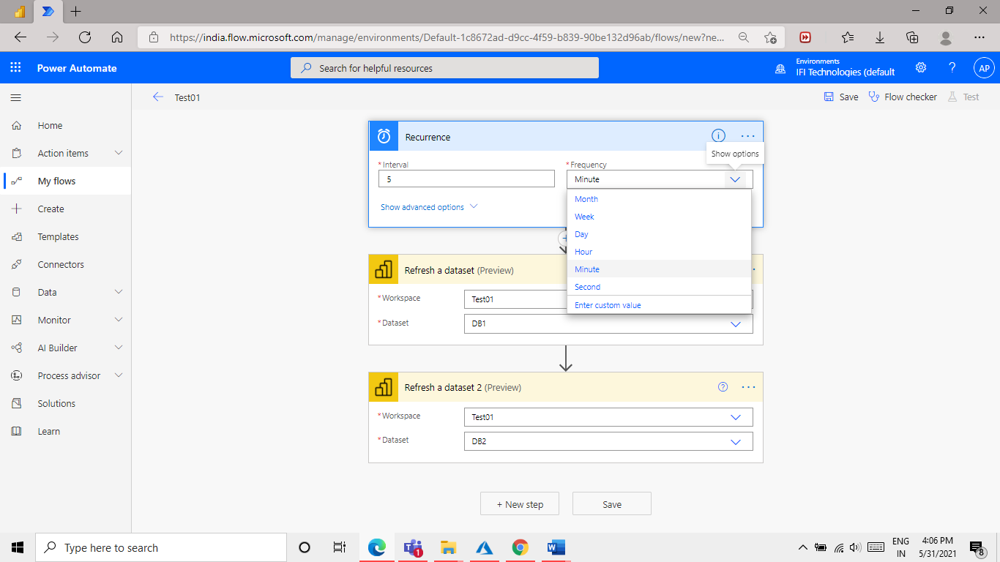 https://india.flow.microsoft.com/manage/environments/Default-1c8672ad-d9cc-4f59-b839-90be132d96ab/flows/new?ne...
Power Automate
Search for helpful resources
Environments
IFI Technologies (default
?
AP
Test01
Save
Flow checker
Test
Home
Action items
My flows
Create
Templates
Connectors
Data
Monitor
AI Builder
Process advisor
Solutions
Learn
Recurrence
Show options
* Interval
* Frequency
5
Minute
Show advanced options
Month
Week
Day
Hour
Minute
Second
Enter custom value
Refresh a dataset (Preview)
* Workspace
Test01
* Dataset
DB1
Refresh a dataset 2 (Preview)
* Workspace
Test01
* Dataset
DB2
+ New step
Save
Type here to search
1
ENG
IN
4:06 PM
5/31/2021
8